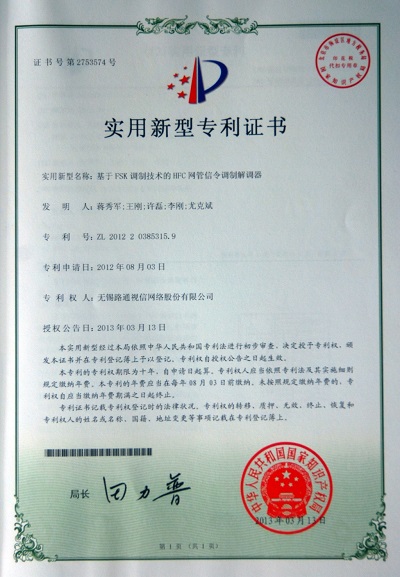 证书号第2753574号
实用新型专利证书
实用新型名称：基于FSK调制技术的HFC网管信令调制解调器
发 明 人：蒋秀军;王刚;许磊;李刚;尤克斌
专 利 号：ZL 2012 2 0385315.9
专利申请日：2012年08月03日
专 利 权 人：无锡路通视信网络股份有限公司
授权公告日：2013年03月13日
本实用新型经过本局依照中华人民共和国专利法进行初步审查，决定授予专利权，颁
发本证书并在专利登记簿上予以登记。专利权自授权公告之日起生效。
本专利的专利权期限为十年，自申请日起算。专利权人应当依照专利法及其实施细则
规定缴纳年费。本专利的年费应当在每年08月03日前缴纳。未按照规定缴纳年费的，专
利权自应当缴纳年费期满之日起终止。
专利证书记载专利权登记时的法律状况。专利权的转移、质押、无效、终止、恢复和
专利权人的姓名或名称、国籍、地址变更等事项记载在专利登记簿上。
局长 田力普
中华人民共和国国家知识产权局
2013年03月13日
第1页（共1页）